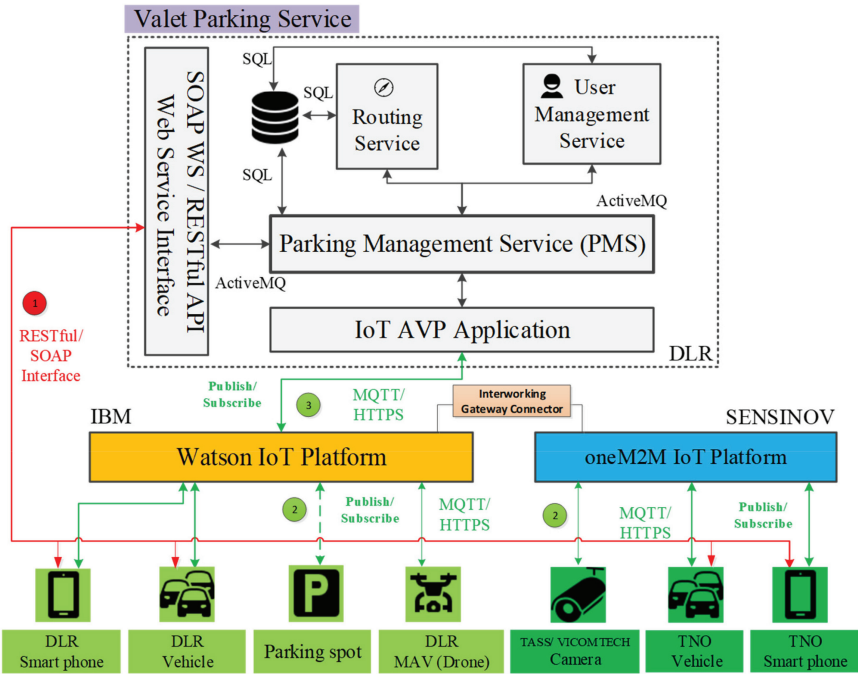 Valet Parking Service
SOAP WS / RESTful API
Web Service Interface
SQL
SQL
SQL
Routing
Service
User
Management
Service
ActiveMQ
Parking Management Service (PMS)
ActiveMQ
IoT AVP Application
DLR
1
RESTful/
SOAP
Interface
Publish/
Subscribe
3
MQTT/
HTTPS
Interworking
Gateway Connector
IBM
SENSINOV
Watson IoT Platform
oneM2M IoT Platform
2
Publish/
Subscribe
MQTT/
HTTPS
2
MQTT/
HTTPS
Publish/
Subscribe
P
DLR
Smart phone
DLR
Vehicle
Parking spot
DLR
MAV (Drone)
TASS/ VICOMTECH
Camera
TNO
Vehicle
TNO
Smart phone